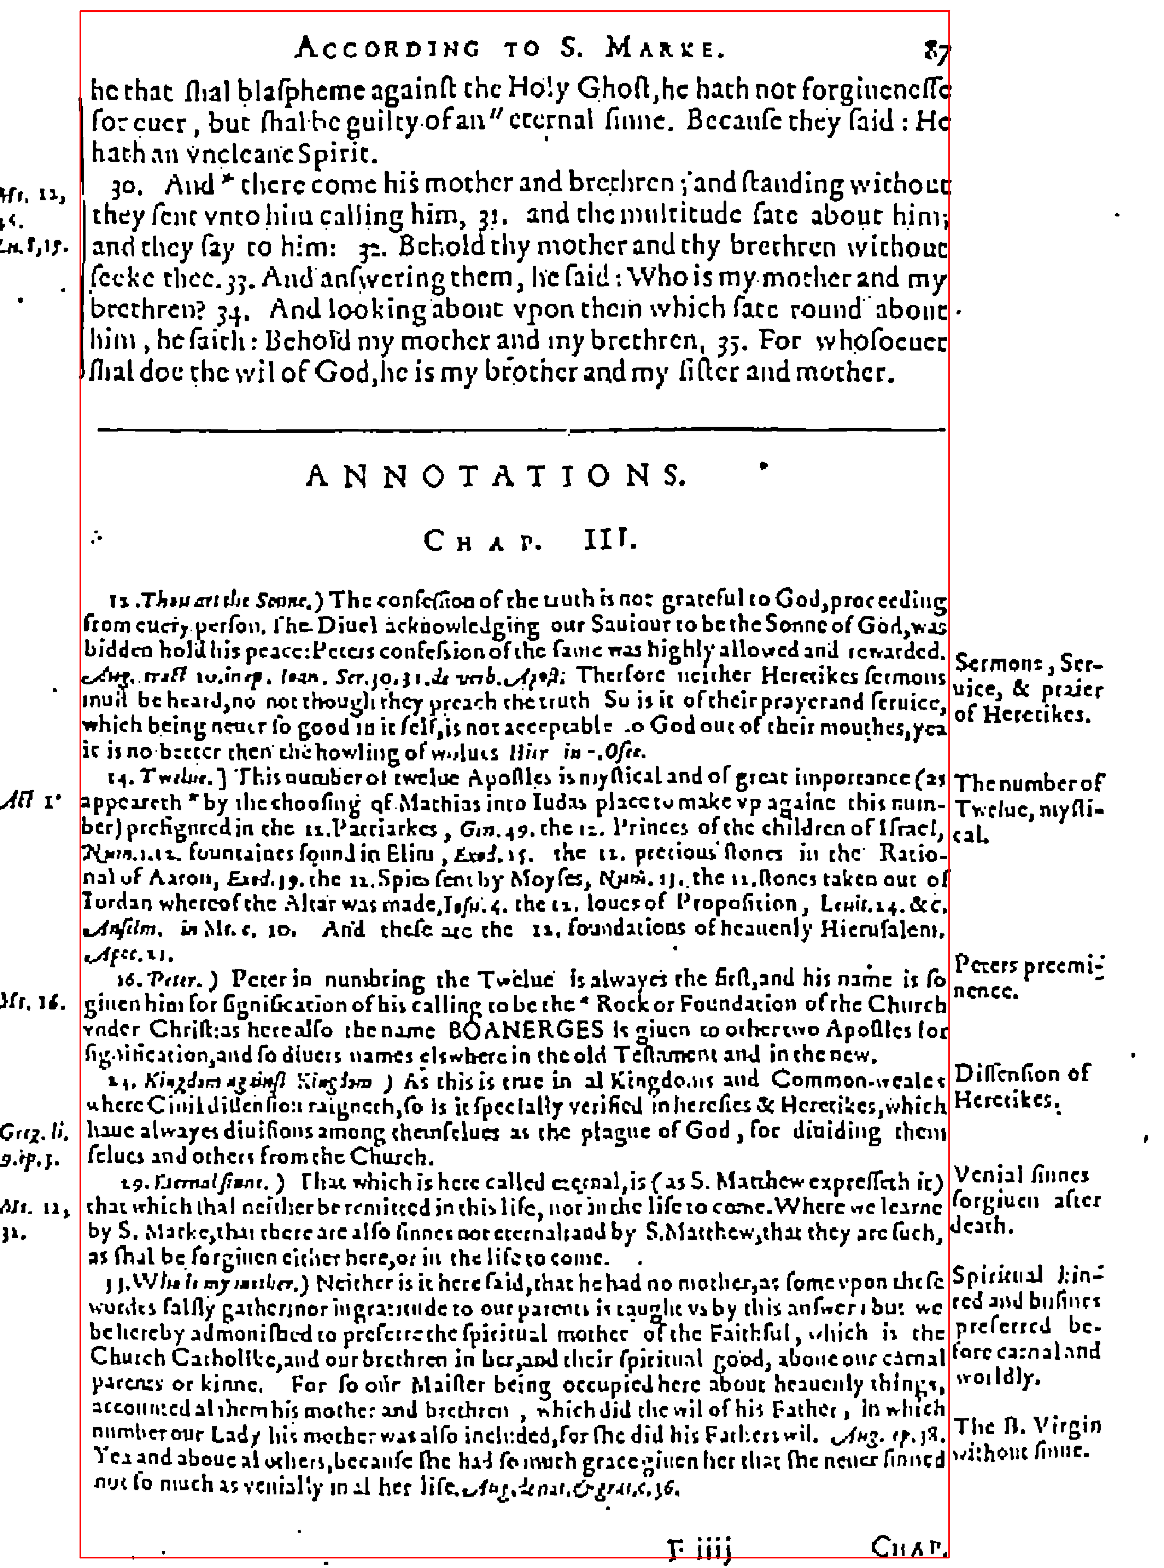 ACCORDING TO S. MARKE. 87
he that ſhal blaſpheme againſt the Holy Ghoſt, he hath not forgiueneſſe
for euer, but ſhal be guilty of an " eternal ſinne. Becauſe they ſaid: He
hath an vncleane Spirit.
30. And * there come his mother and brethren; and ſtanding without
they ſent vnto him calling him, 31. and the multitude ſate about him;
and they ſay to him: 32. Behold thy mother and thy brethren without
ſeeke thee. 33. And anſwering them, he ſaid: Who is my mother and my
brethren? 34. And looking about vpon them which ſate round about
him, he ſaith: Behold my mother and my brethren, 35. For whoſoeuer
ſhal doe the wil of God, he is my brother and my ſiſter and mother.
Mt. 12,
46.
Lu. 8, 19.
ANNOTATIONS.
CHAP. III.
12. Thou art the Sonne.) The confeſſion of the truth is not grateful to God, proceeding
from euery perſon. The Diuel acknowledging our Sauiour to be the Sonne of God, was
bidden hold his peace: Peters confeſſion of the ſame was highly allowed and rewarded.
Aug. tract. 10. in ep. Ioan. Ser. 30. 31. de verb. Apoſt. Therfore neither Heretikes ſermons
muſt be heard, no not though they preach the truth. So is it of their prayer and ſeruice,
which being neuer ſo good in it ſelf, is not acceptable to God out of their mouthes, yea
it is no better then the howling of wolues. Hier. in Oſee.
Sermons, Ser-
uice, & praier
of Heretikes.
14. Twelue.] This number of twelue Apoſtles is myſtical and of great importance (as
appeareth * by the chooſing of Mathias into Iudas place to make vp againe this num-
ber) prefigured in the 12. Patriarkes, Gen. 49. the 12. Princes of the children of Iſrael,
Num. 1. 12. fountaines found in Elim, Exod. 15. the 12. precious ſtones in the Ratio-
nal of Aaron, Exod. 39. the 12. Spies ſent by Moyſes, Num. 13. the 12. ſtones taken out of
Iordan whereof the Altar was made, Ioſu. 4. the 12. loues of Propoſition, Leuit. 24. &c.
Anſelm. in Mt. c. 10. And theſe are the 12. foundations of heauenly Hieruſalem.
Apoc. 21.
Act 1.
The number of
Twelue, myſti-
cal.
16. Peter.) Peter in numbring the Twelue is alwayes the firſt, and his name is ſo
giuen him for ſignification of his calling to be the * Rock or Foundation of the Church
vnder Chriſt: as here alſo the name BOANERGES is giuen to other two Apoſtles for
ſignification, and ſo diuers names elswhere in the old Teſtament and in the new.
Mt. 16.
Peters preemi-
nence.
24. Kingdom againſt Kingdom) As this is true in al Kingdoms and Common-weales
where Ciuil diſſenſion raigneth, ſo is it ſpecially verified in hereſies & Heretikes, which
haue alwayes diuiſions among themſelues as the plague of God, for diuiding them
ſelues and others from the Church.
Greg. li.
9. ep. 3.
Diſſenſion of
Heretikes.
29. Eternal ſinne.) That which is here called eternal, is (as S. Matthew expreſſeth it)
that which ſhal neither be remitted in this life, nor in the life to come. Where we learne
by S. Marke, that there are alſo ſinnes not eternal: and by S. Matthew, that they are ſuch,
as ſhal be forgiuen either here, or in the life to come.
Mt. 12,
32.
Venial ſinnes
forgiuen after
death.
33. Who is my mother.) Neither is it here ſaid, that he had no mother, as ſome vpon theſe
wordes falſly gather: nor ingratitude to our parents is taught vs by this anſwer: but we
be hereby admoniſhed to preferre the ſpiritual mother of the Faithful, which is the
Church Catholike, and our brethren in her, and their ſpiritual good, aboue our carnal
parents or kinne. For ſo our Maiſter being occupied here about heauenly things,
accounted al them his mother and brethren, which did the wil of his Father, in which
number our Lady his mother was alſo included, for ſhe did his Fathers wil. Aug. ep. 38.
Yea and aboue al others, becauſe ſhe had ſo much grace giuen her that ſhe neuer ſinned
not ſo much as venially in al her life. Aug. de nat. & grat. c. 36.
Spiritual kin-
red and buſines
preferred be-
fore carnal and
worldly.
The B. Virgin
without ſinne.
F iiij CHAP.